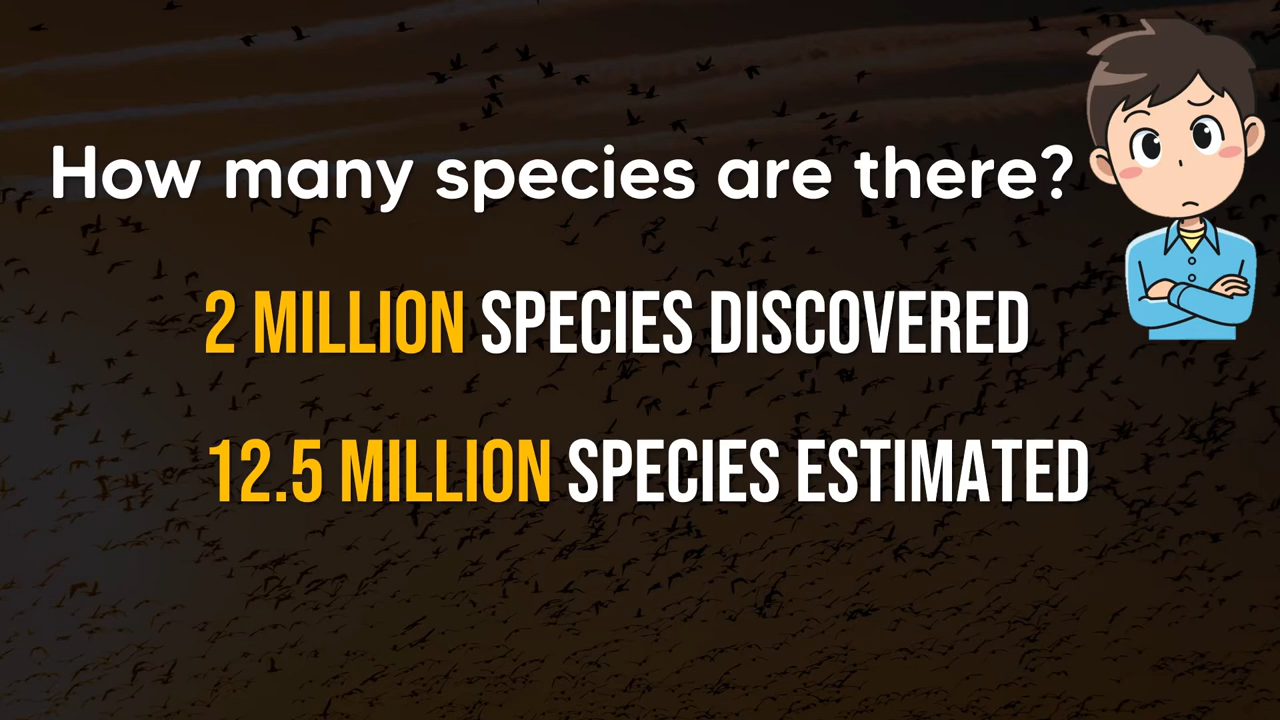 How many species are there?
2 MILLION SPECIES DISCOVERED
12.5 MILLION SPECIES ESTIMATED